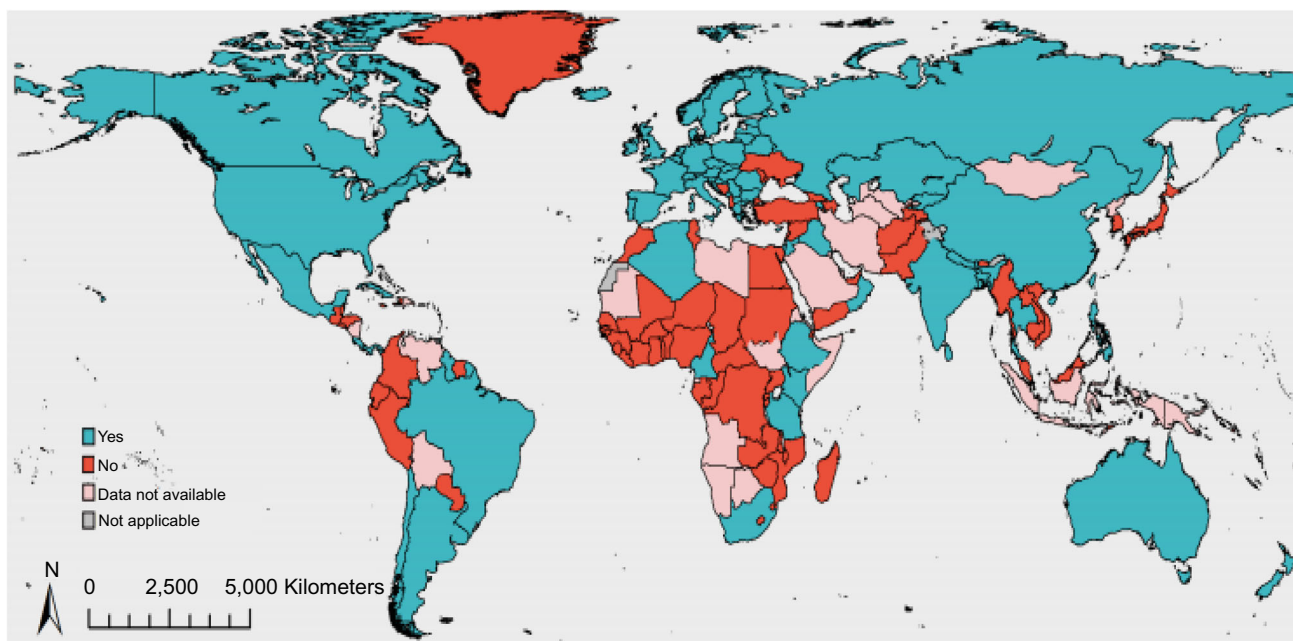 Yes
No
Data not available
Not applicable
N
0 2,500 5,000 Kilometers